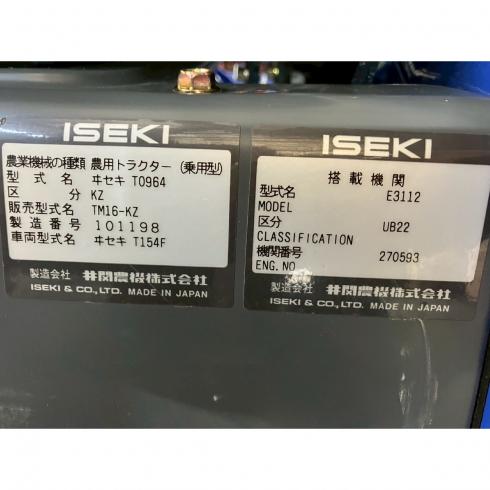 ISEKI
農業機械の種類 農用トラクター (乗用型)
型式名 ヰセキ T0964
区分 KZ
販売型式名 TM16-KZ
製造番号 101198
車両型式名 ヰセキ T154F
製造会社 井関農機株式会社
ISEKI & CO., LTD. MADE IN JAPAN
ISEKI
搭載機関
型式名 E3112
MODEL
区分 UB22
CLASSIFICATION
機関番号 270593
ENG.NO
製造会社 井関農機株式会社
ISEKI & CO., LTD. MADE IN JAPAN